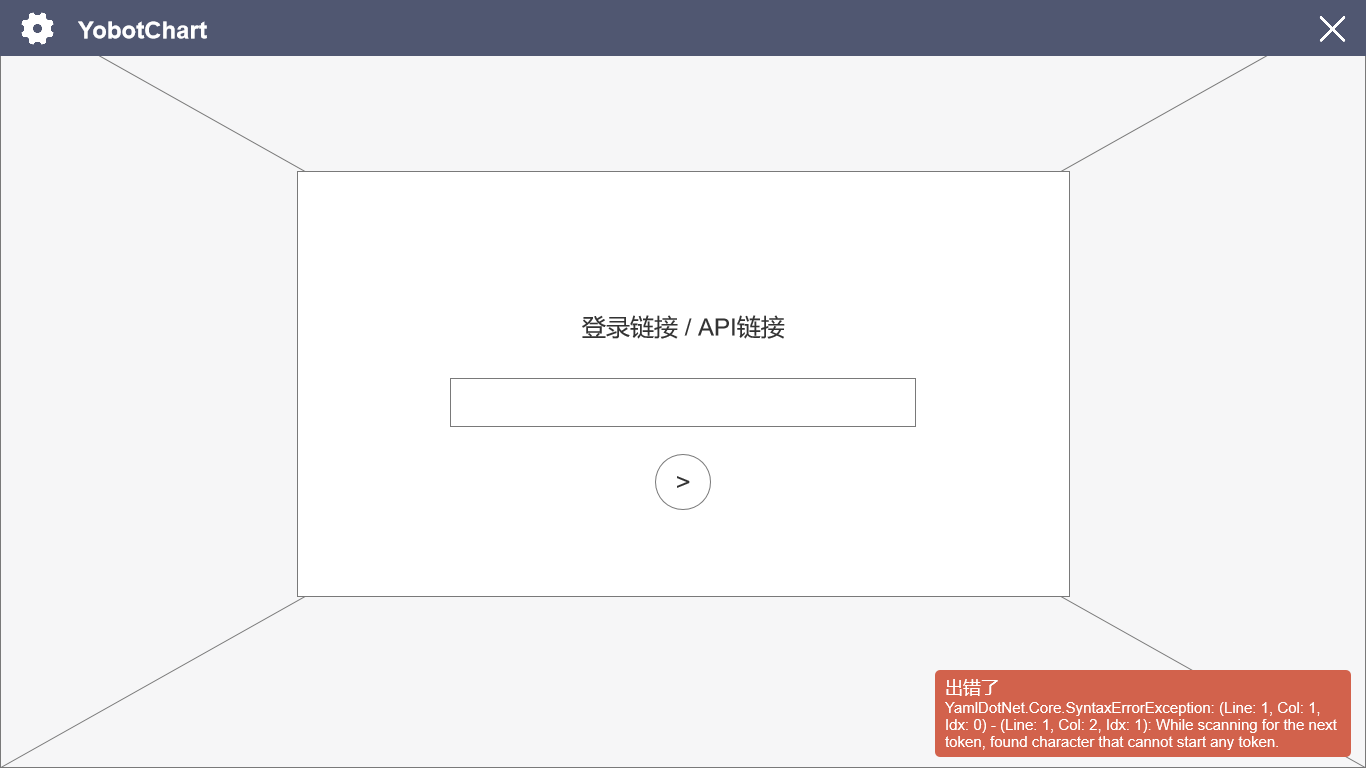 YobotChart
登录链接 / API链接
>
出错了
YamlDotNet.Core.SyntaxErrorException: (Line: 1, Col: 1,
Idx: 0) - (Line: 1, Col: 2, Idx: 1): While scanning for the next
token, found character that cannot start any token.